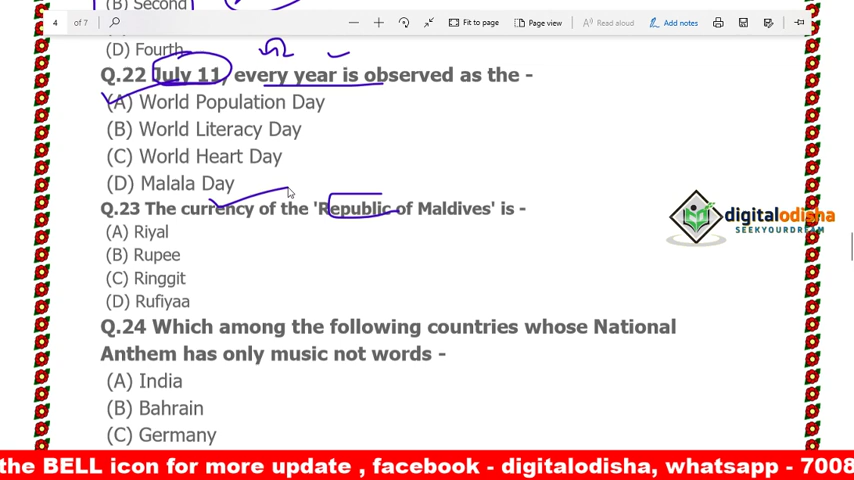 (B) Second
4 of 7
Fit to page
Page view
Read aloud
Add notes
(D) Fourth
Q.22 July 11, every year is observed as the -
(A) World Population Day
(B) World Literacy Day
(C) World Heart Day
(D) Malala Day
Q.23 The currency of the 'Republic of Maldives' is -
(A) Riyal
(B) Rupee
(C) Ringgit
(D) Rufiyaa
digitalodisha
SEEKYOURDREAM
Q.24 Which among the following countries whose National
Anthem has only music not words -
(A) India
(B) Bahrain
(C) Germany
the BELL icon for more update , facebook - digitalodisha, whatsapp - 7008